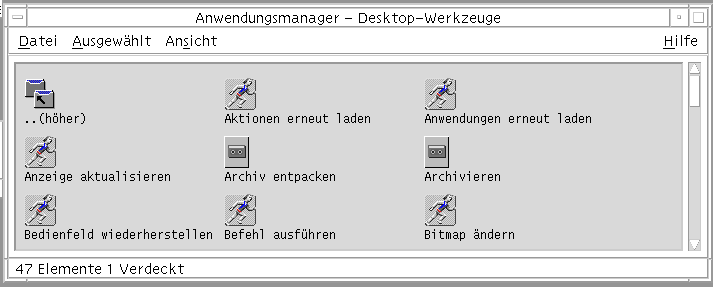 Anwendungsmanager – Desktop-Werkzeuge
Datei Ausgewählt Ansicht Hilfe
..(höher) Aktionen erneut laden Anwendungen erneut laden
Anzeige aktualisieren Archiv entpacken Archivieren
Bedienfeld wiederherstellen Befehl ausführen Bitmap ändern
47 Elemente 1 Verdeckt